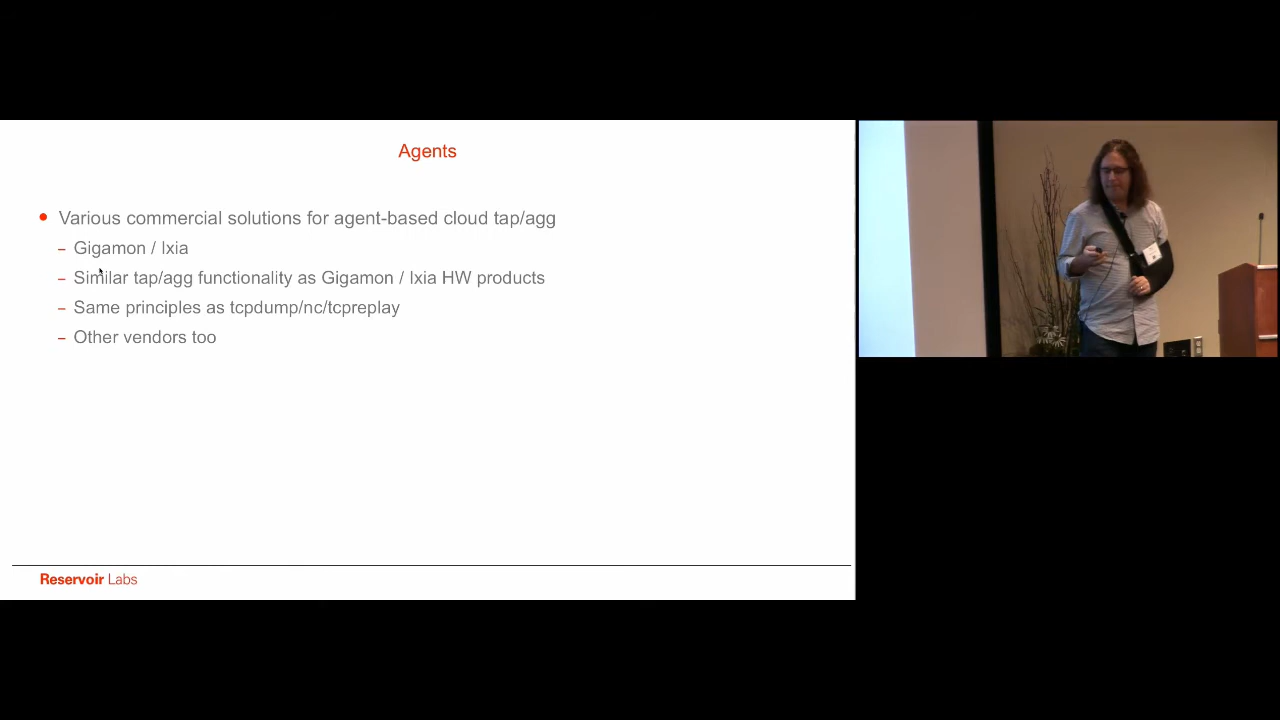 Agents
• Various commercial solutions for agent-based cloud tap/agg
– Gigamon / Ixia
– Similar tap/agg functionality as Gigamon / Ixia HW products
– Same principles as tcpdump/nc/tcpreplay
– Other vendors too
Reservoir Labs